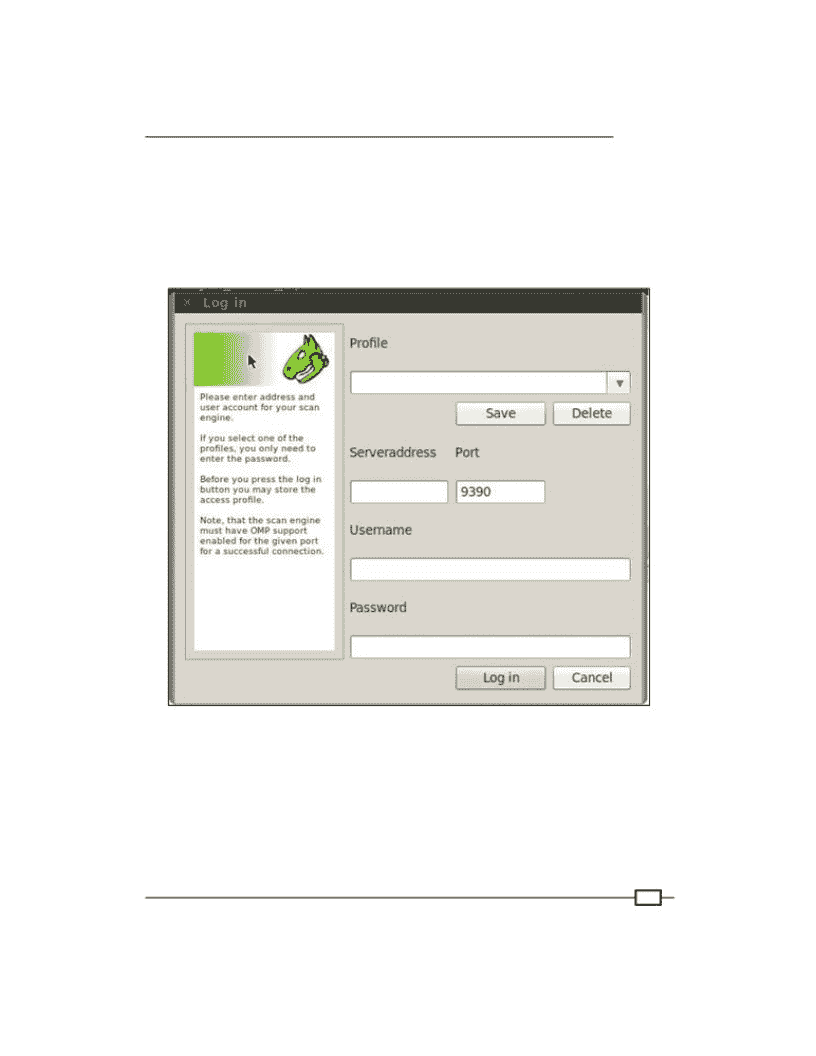 Log in
Please enter address and
user account for your scan
engine.
If you select one of the
profiles, you only need to
enter the password.
Before you press the log in
button you may store the
access profile.
Note, that the scan engine
must have OMP support
enabled for the given port
for a successful connection.
Profile
Save Delete
Serveraddress Port
9390
Username
Password
Log in Cancel